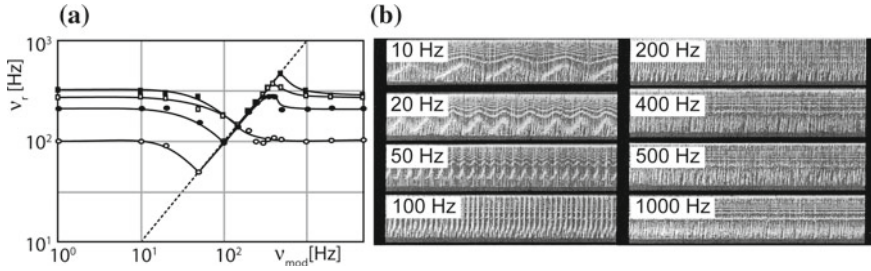 (a)
ν_r [Hz]
10³
10²
10¹
10⁰
10¹
10²
ν_mod [Hz]
(b)
10 Hz
20 Hz
50 Hz
100 Hz
200 Hz
400 Hz
500 Hz
1000 Hz